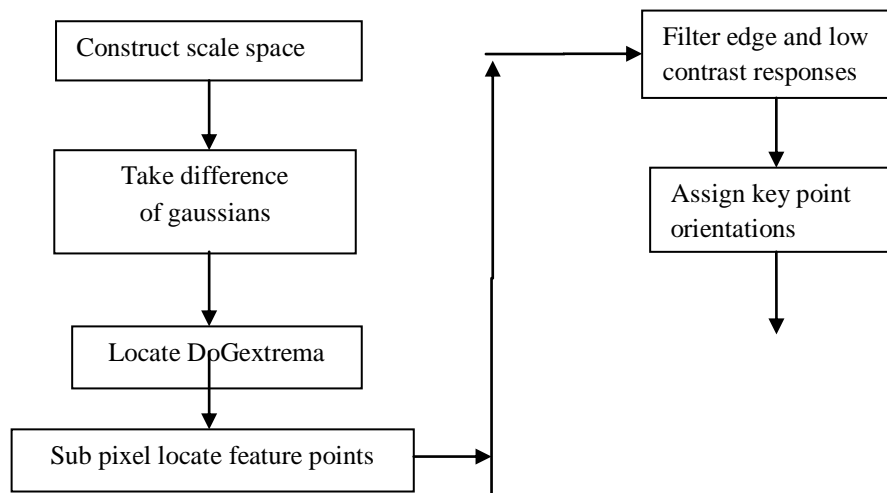 Construct scale space
Take difference
of gaussians
Locate DoGextrema
Sub pixel locate feature points
Filter edge and low
contrast responses
Assign key point
orientations